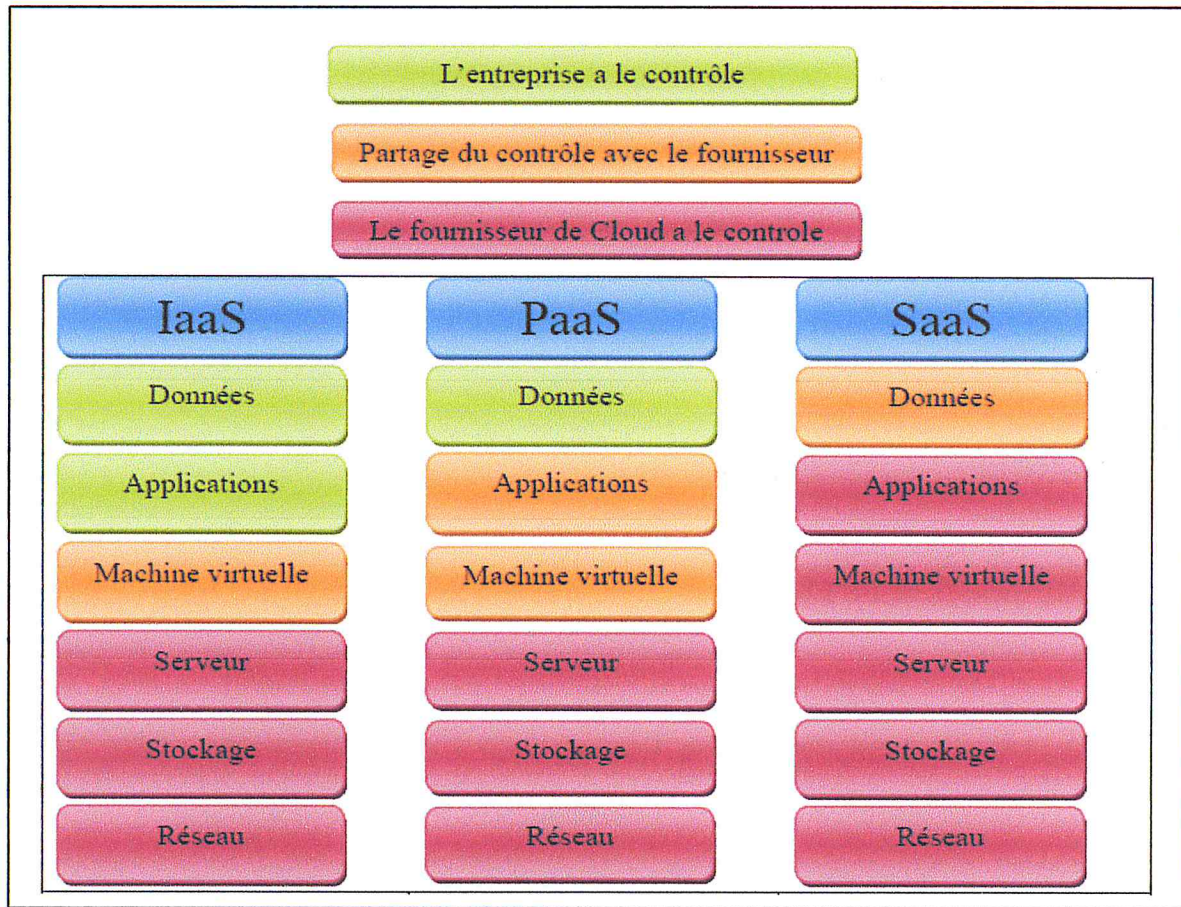 L'entreprise a le contrôle
Partage du contrôle avec le fournisseur
Le fournisseur de Cloud a le controle
IaaS PaaS SaaS
Données Données Données
Applications Applications Applications
Machine virtuelle Machine virtuelle Machine virtuelle
Serveur Serveur Serveur
Stockage Stockage Stockage
Réseau Réseau Réseau